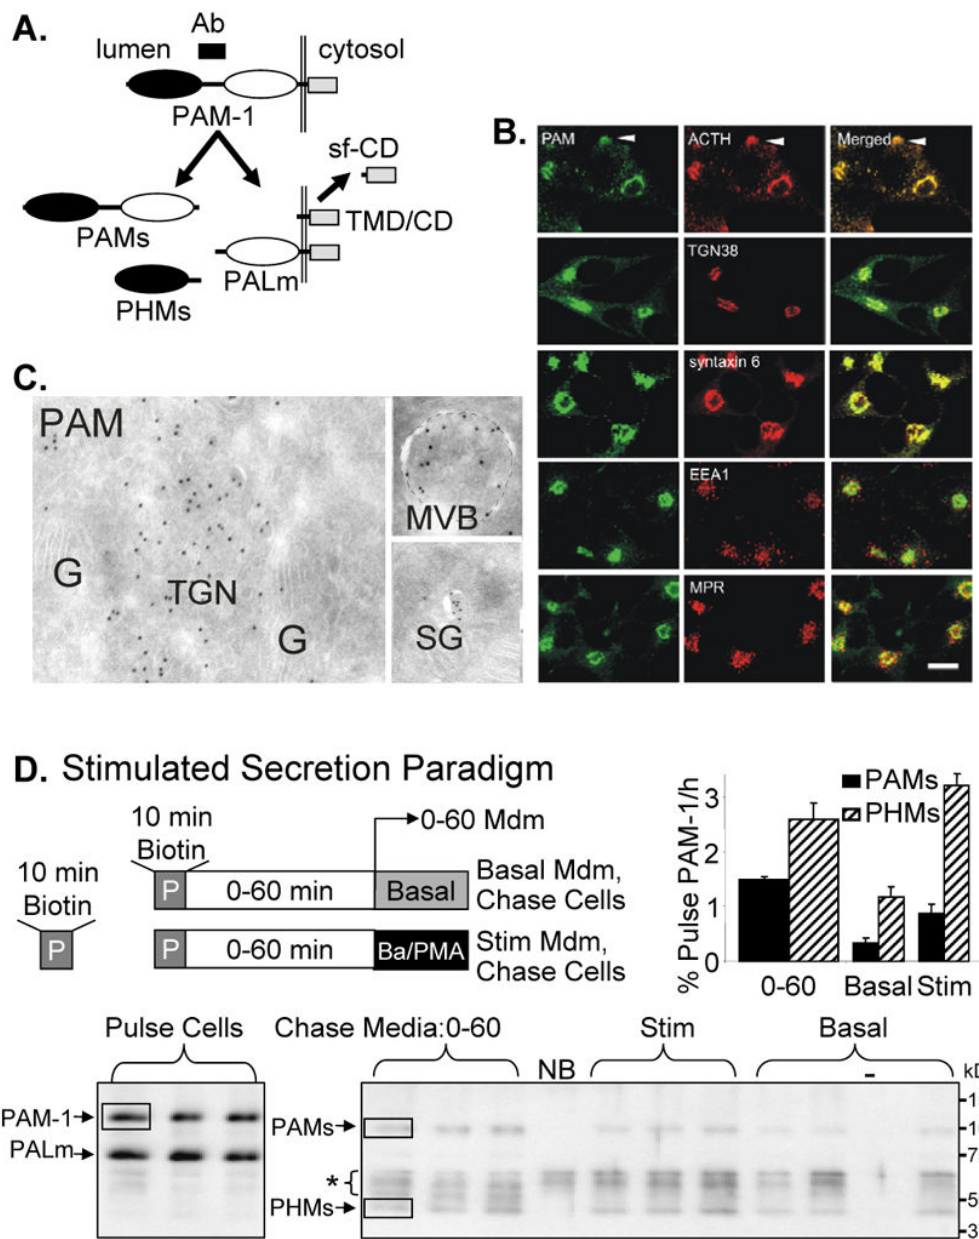 A.
Ab
lumen
cytosol
PAM-1
sf-CD
TMD/CD
PAMs
PALm
PHMs
B.
PAM
ACTH
Merged
TGN38
syntaxin 6
EEA1
MPR
C.
PAM
G
TGN
G
MVB
SG
D. Stimulated Secretion Paradigm
10 min
Biotin
P
10 min
Biotin
0-60 Mdm
P
0-60 min
Basal
Basal Mdm,
Chase Cells
P
0-60 min
Ba/PMA
Stim Mdm,
Chase Cells
% Pulse PAM-1/h
3
2
1
0
PAMs
PHMs
0-60
Basal
Stim
Pulse Cells
Chase Media:0-60
NB
Stim
Basal
-
PAM-1
PALm
PAMs
*
PHMs